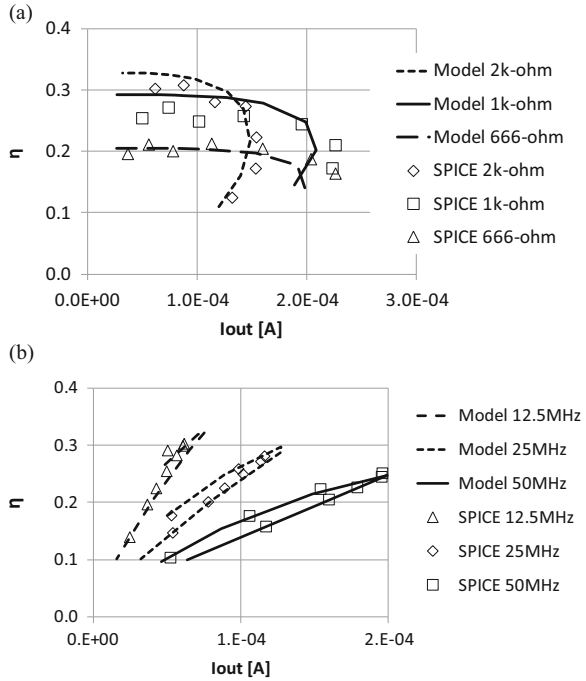 (a)
0.4
0.3
0.2
0.1
0.0
η
0.0E+00
1.0E-04
2.0E-04
3.0E-04
Iout [A]
Model 2k-ohm
Model 1k-ohm
Model 666-ohm
SPICE 2k-ohm
SPICE 1k-ohm
SPICE 666-ohm
(b)
0.4
0.3
0.2
0.1
0.0
η
0.E+00
1.E-04
2.E-04
Iout [A]
Model 12.5MHz
Model 25MHz
Model 50MHz
SPICE 12.5MHz
SPICE 25MHz
SPICE 50MHz